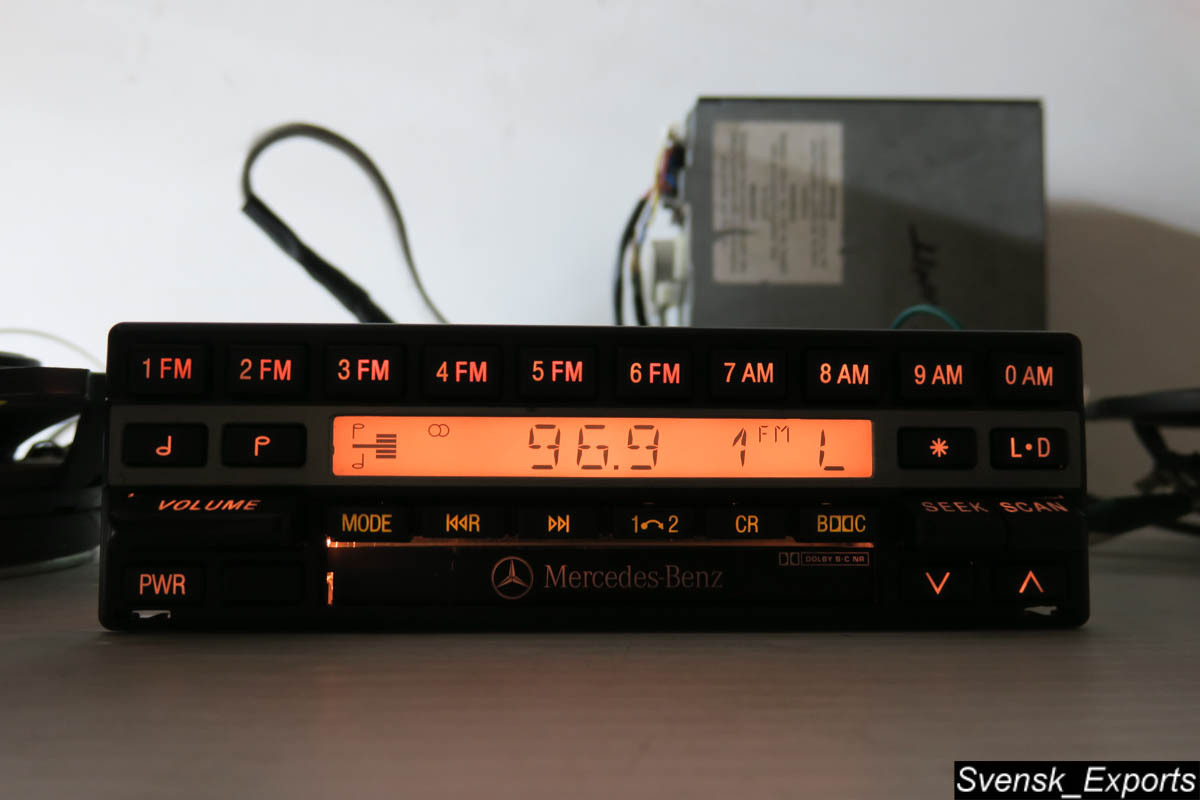 1 FM 2 FM 3 FM 4 FM 5 FM 6 FM 7 AM 8 AM 9 AM 0 AM
96.9 1 FM L
L•D
VOLUME
SEEK SCAN
MODE R 1 2 CR B C
DOLBY B·C NR
PWR
Mercedes-Benz
Svensk_Exports